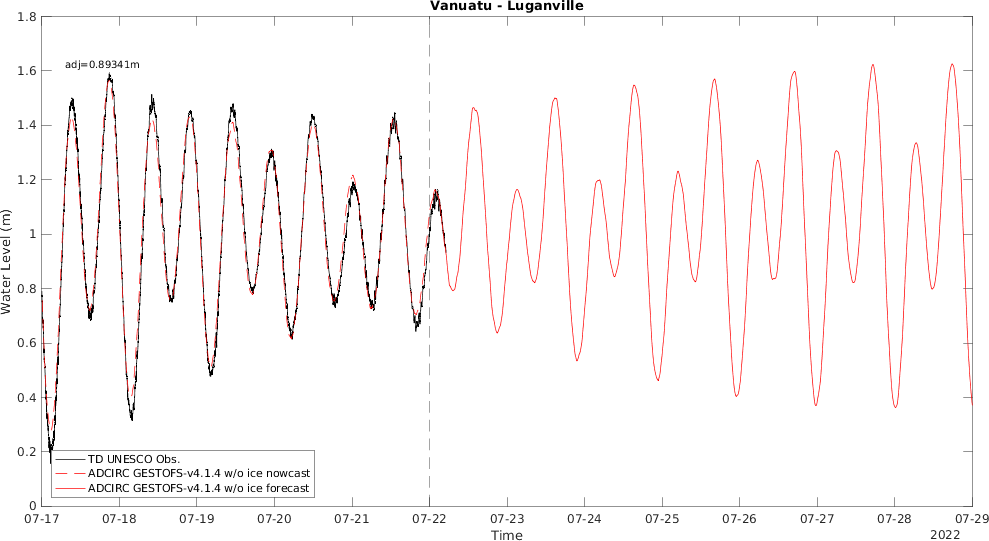 Vanuatu - Luganville
adj=0.89341m
Water Level (m)
1.8
1.6
1.4
1.2
1
0.8
0.6
0.4
0.2
0
TD UNESCO Obs.
ADCIRC GESTOFS-v4.1.4 w/o ice nowcast
ADCIRC GESTOFS-v4.1.4 w/o ice forecast
07-17 07-18 07-19 07-20 07-21 07-22 07-23 07-24 07-25 07-26 07-27 07-28 07-29
Time
2022